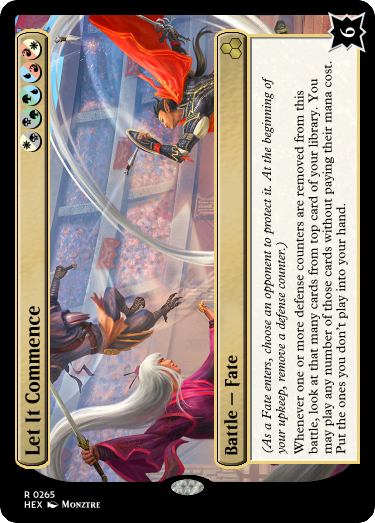 Let It Commence
Battle — Fate
(As a Fate enters, choose an opponent to protect it. At the beginning of
your upkeep, remove a defense counter.)
Whenever one or more defense counters are removed from this
battle, look at that many cards from top card of your library. You
may play any number of those cards without paying their mana cost.
Put the ones you don't play into your hand.
6
R 0265
HEX Monztre